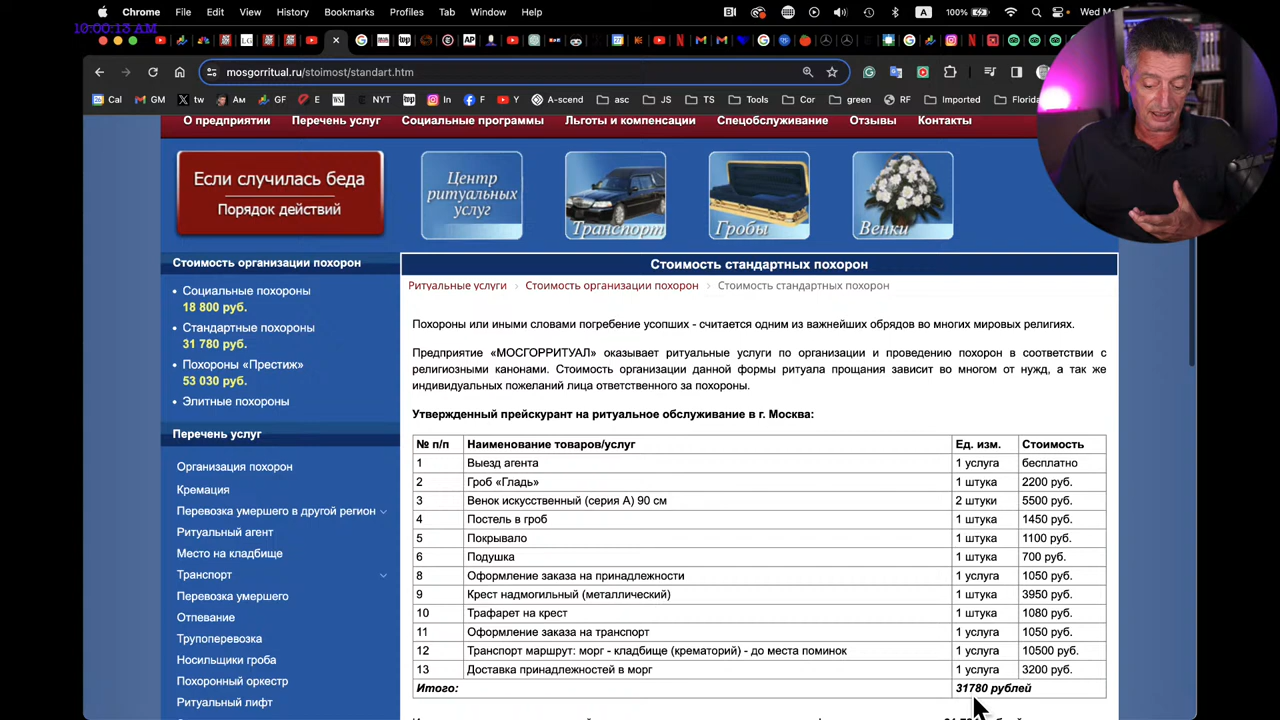 Chrome File Edit View History Bookmarks Profiles Tab Window Help
A 100% Wed Ma
10:00:13 AM
mosgorritual.ru/stoimost/standart.htm
Cal GM tw Ам GF E WSJ NYT wp In F Y A-scend asc JS TS Tools Cor green RF Imported Florida
О предприятии Перечень услуг Социальные программы Льготы и компенсации Спецобслуживание Отзывы Контакты
Если случилась беда
Порядок действий
Центр
ритуальных
услуг
Транспорт
Гробы
Венки
Стоимость организации похорон
• Социальные похороны
18 800 руб.
• Стандартные похороны
31 780 руб.
• Похороны «Престиж»
53 030 руб.
• Элитные похороны
Перечень услуг
Организация похорон
Кремация
Перевозка умершего в другой регион
Ритуальный агент
Место на кладбище
Транспорт
Перевозка умершего
Отпевание
Трупоперевозка
Носильщики гроба
Похоронный оркестр
Ритуальный лифт
Стоимость стандартных похорон
Ритуальные услуги › Стоимость организации похорон › Стоимость стандартных похорон
Похороны или иными словами погребение усопших - считается одним из важнейших обрядов во многих мировых религиях.
Предприятие «МОСГОРРИТУАЛ» оказывает ритуальные услуги по организации и проведению похорон в соответствии с
религиозными канонами. Стоимость организации данной формы ритуала прощания зависит во многом от нужд, а так же
индивидуальных пожеланий лица ответственного за похороны.
Утвержденный прейскурант на ритуальное обслуживание в г. Москва:
№ п/п Наименование товаров/услуг Ед. изм. Стоимость
1 Выезд агента 1 услуга бесплатно
2 Гроб «Гладь» 1 штука 2200 руб.
3 Венок искусственный (серия А) 90 см 2 штуки 5500 руб.
4 Постель в гроб 1 штука 1450 руб.
5 Покрывало 1 штука 1100 руб.
6 Подушка 1 штука 700 руб.
8 Оформление заказа на принадлежности 1 услуга 1050 руб.
9 Крест надмогильный (металлический) 1 штука 3950 руб.
10 Трафарет на крест 1 штука 1080 руб.
11 Оформление заказа на транспорт 1 услуга 1050 руб.
12 Транспорт маршрут: морг - кладбище (крематорий) - до места поминок 1 услуга 10500 руб.
13 Доставка принадлежностей в морг 1 услуга 3200 руб.
Итого: 31780 рублей